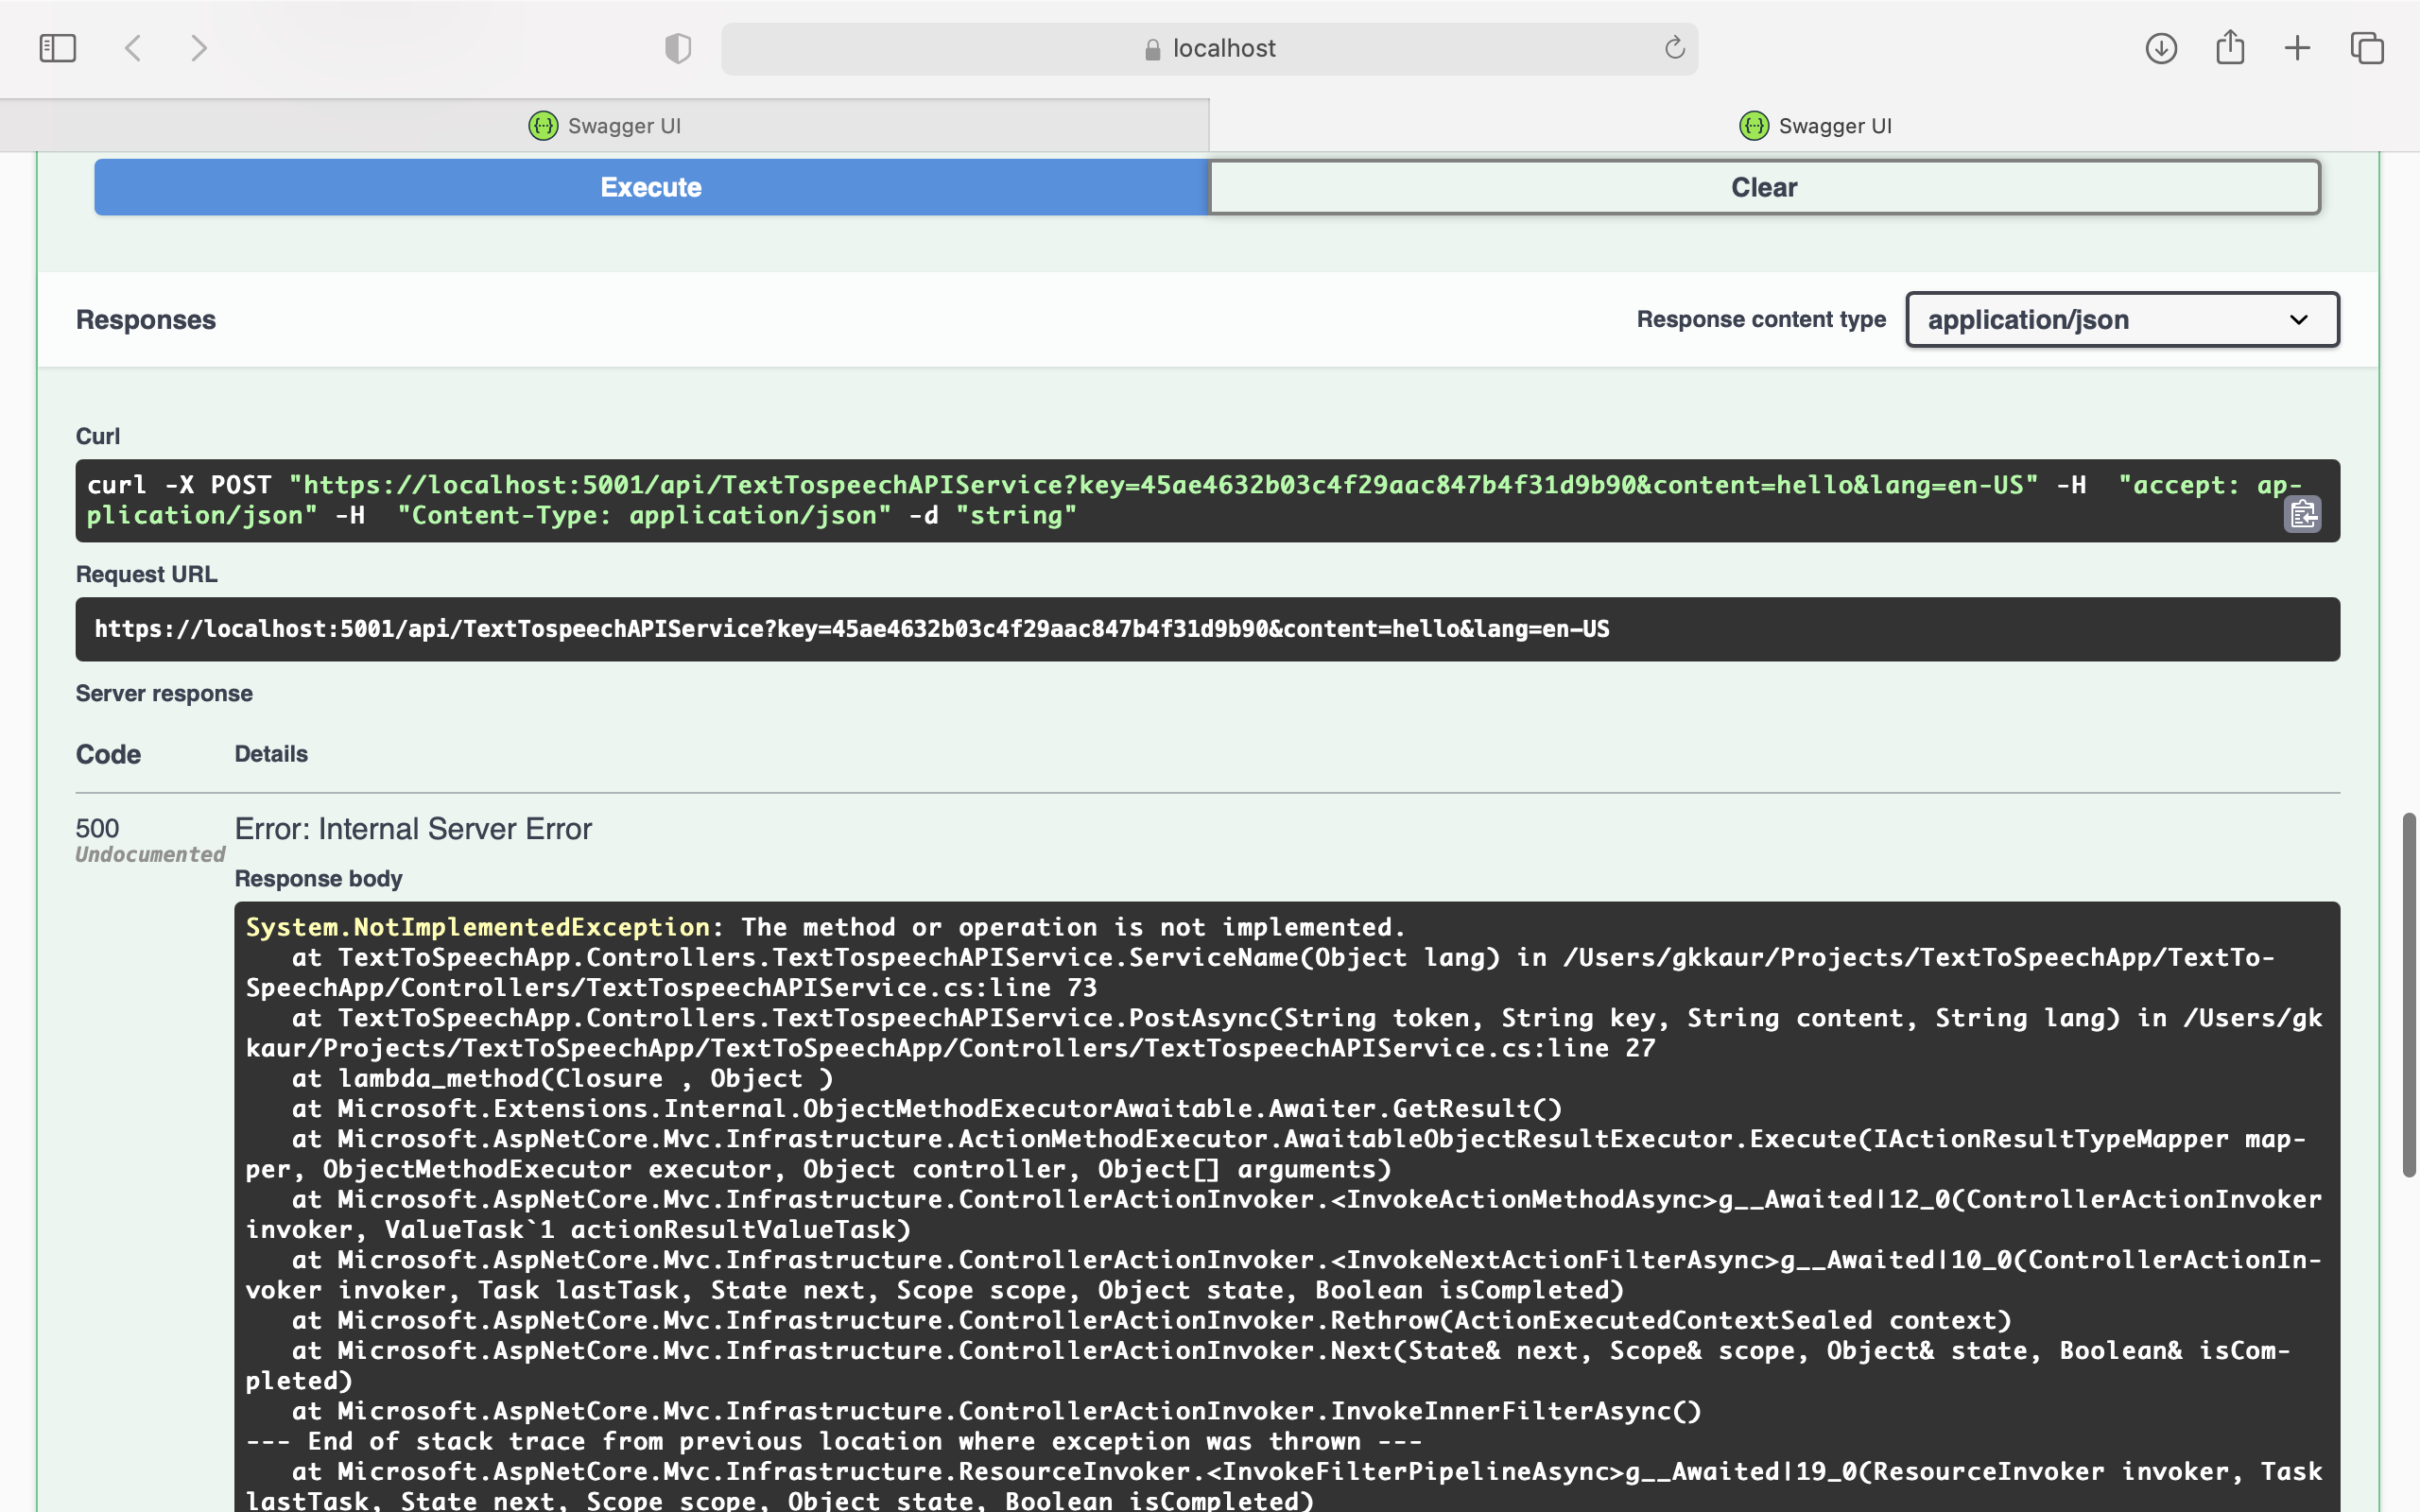 localhost
Swagger UI
Swagger UI
Execute
Clear
Responses
Response content type
application/json
Curl
curl -X POST "https://localhost:5001/api/TextTospeechAPIService?key=45ae4632b03c4f29aac847b4f31d9b90&content=hello&lang=en-US" -H  "accept: ap-
plication/json" -H  "Content-Type: application/json" -d "string"
Request URL
https://localhost:5001/api/TextTospeechAPIService?key=45ae4632b03c4f29aac847b4f31d9b90&content=hello&lang=en-US
Server response
Code
Details
500
Undocumented
Error: Internal Server Error
Response body
System.NotImplementedException: The method or operation is not implemented.
   at TextToSpeechApp.Controllers.TextTospeechAPIService.ServiceName(Object lang) in /Users/gkkaur/Projects/TextToSpeechApp/TextTo-
SpeechApp/Controllers/TextTospeechAPIService.cs:line 73
   at TextToSpeechApp.Controllers.TextTospeechAPIService.PostAsync(String token, String key, String content, String lang) in /Users/gk
kaur/Projects/TextToSpeechApp/TextToSpeechApp/Controllers/TextTospeechAPIService.cs:line 27
   at lambda_method(Closure , Object )
   at Microsoft.Extensions.Internal.ObjectMethodExecutorAwaitable.Awaiter.GetResult()
   at Microsoft.AspNetCore.Mvc.Infrastructure.ActionMethodExecutor.AwaitableObjectResultExecutor.Execute(IActionResultTypeMapper map-
per, ObjectMethodExecutor executor, Object controller, Object[] arguments)
   at Microsoft.AspNetCore.Mvc.Infrastructure.ControllerActionInvoker.<InvokeActionMethodAsync>g__Awaited|12_0(ControllerActionInvoker
invoker, ValueTask`1 actionResultValueTask)
   at Microsoft.AspNetCore.Mvc.Infrastructure.ControllerActionInvoker.<InvokeNextActionFilterAsync>g__Awaited|10_0(ControllerActionIn-
voker invoker, Task lastTask, State next, Scope scope, Object state, Boolean isCompleted)
   at Microsoft.AspNetCore.Mvc.Infrastructure.ControllerActionInvoker.Rethrow(ActionExecutedContextSealed context)
   at Microsoft.AspNetCore.Mvc.Infrastructure.ControllerActionInvoker.Next(State& next, Scope& scope, Object& state, Boolean& isCom-
pleted)
   at Microsoft.AspNetCore.Mvc.Infrastructure.ControllerActionInvoker.InvokeInnerFilterAsync()
--- End of stack trace from previous location where exception was thrown ---
   at Microsoft.AspNetCore.Mvc.Infrastructure.ResourceInvoker.<InvokeFilterPipelineAsync>g__Awaited|19_0(ResourceInvoker invoker, Task
lastTask, State next, Scope scope, Object state, Boolean isCompleted)